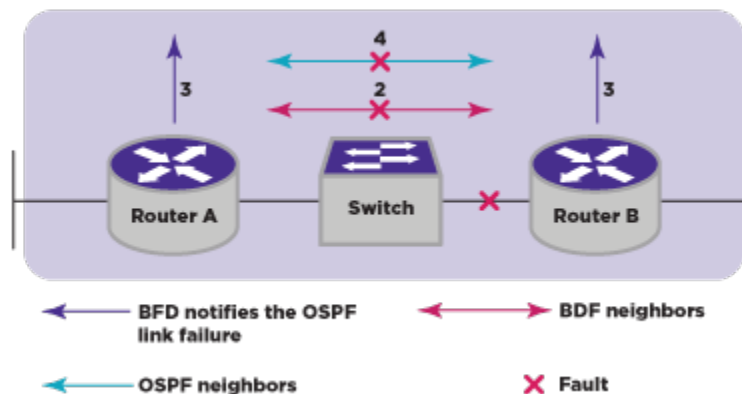 4
3
2
3
Router A
Switch
Router B
BFD notifies the OSPF
link failure
BDF neighbors
OSPF neighbors
Fault